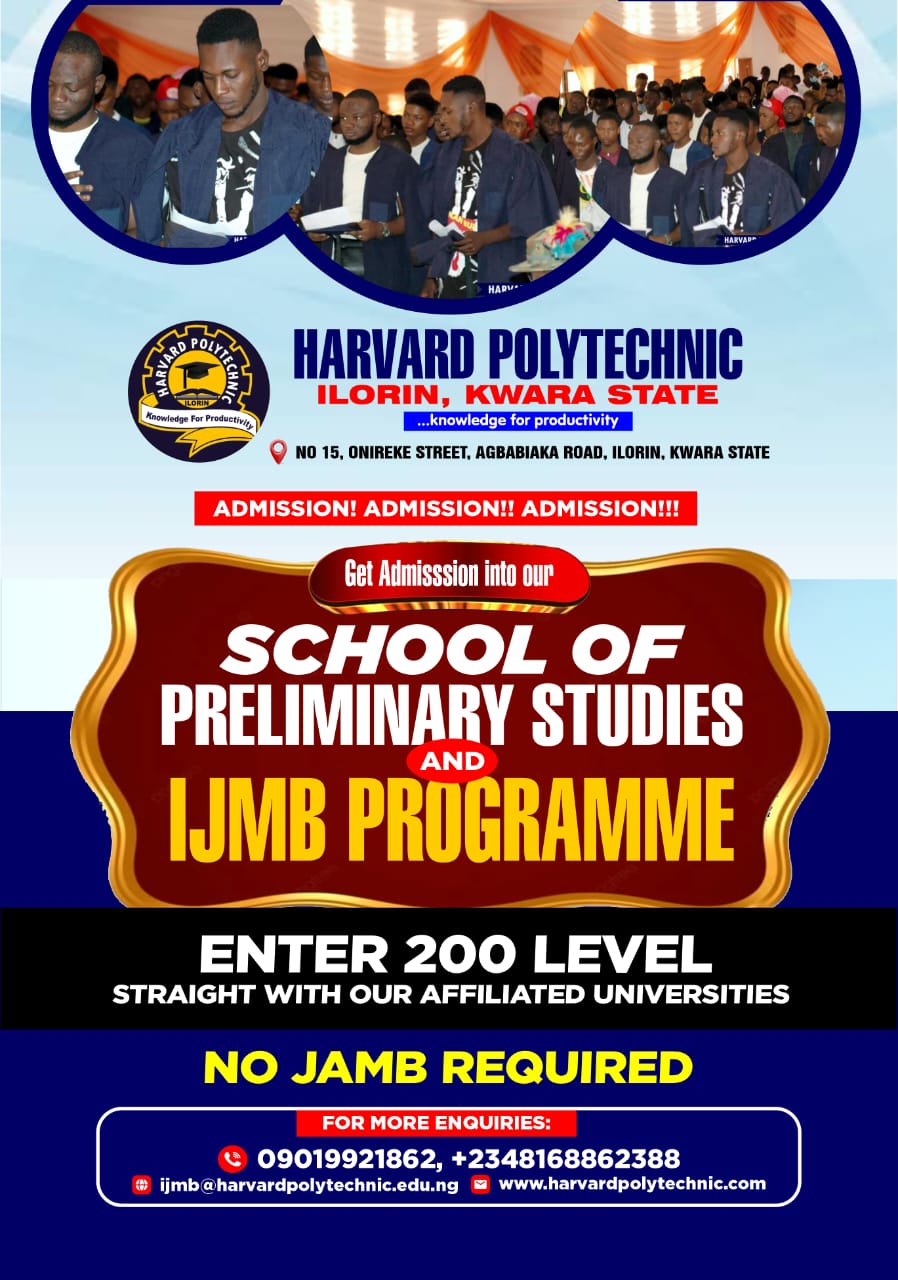 HARVARD
HARVARD POLYTECHNIC
ILORIN
Knowledge For Productivity
HARVARD POLYTECHNIC
ILORIN, KWARA STATE
...knowledge for productivity
NO 15, ONIREKE STREET, AGBABIAKA ROAD, ILORIN, KWARA STATE
ADMISSION! ADMISSION!! ADMISSION!!!
Get Admisssion into our
SCHOOL OF
PRELIMINARY STUDIES
AND
IJMB PROGRAMME
ENTER 200 LEVEL
STRAIGHT WITH OUR AFFILIATED UNIVERSITIES
NO JAMB REQUIRED
FOR MORE ENQUIRIES:
09019921862, +2348168862388
ijmb@harvardpolytechnic.edu.ng www.harvardpolytechnic.com